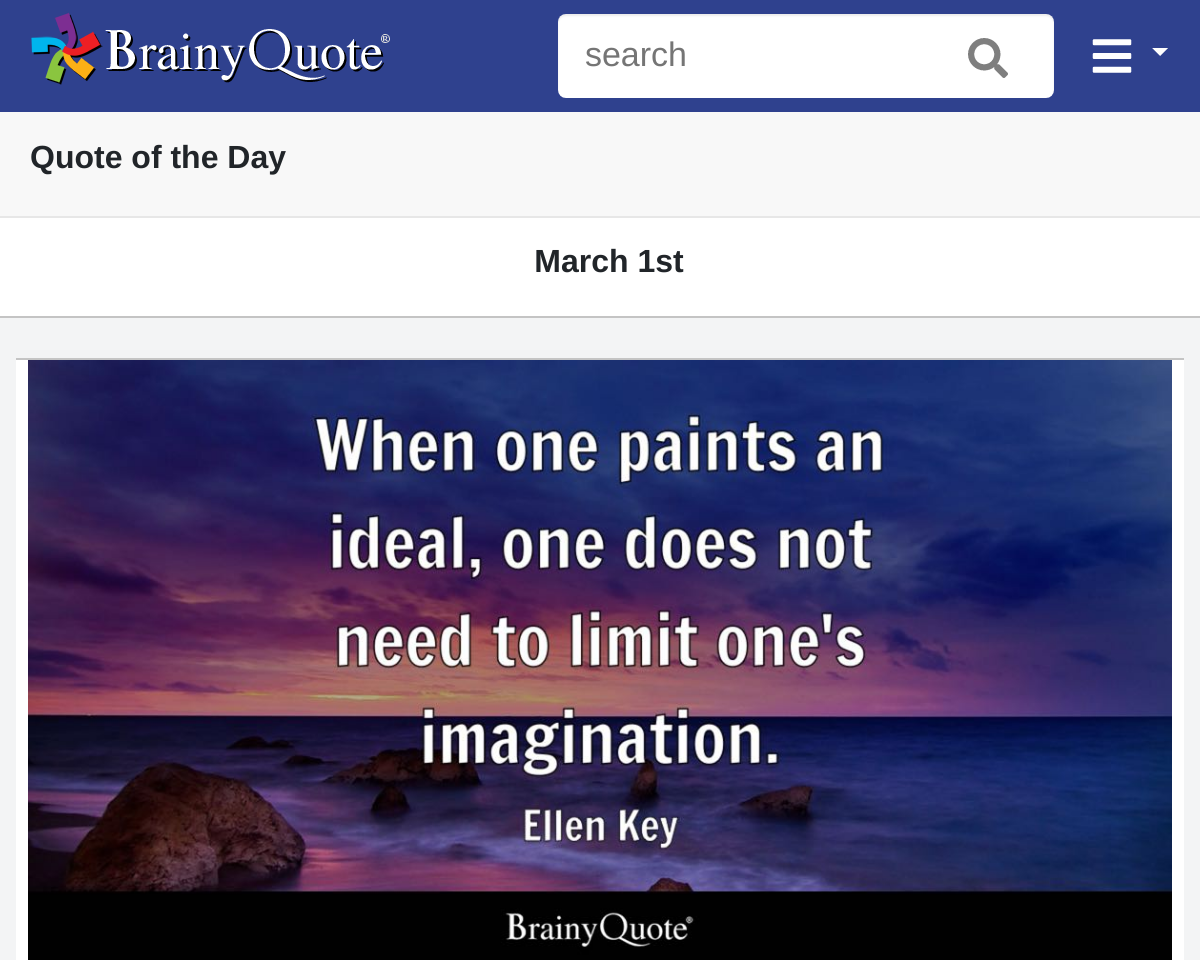 BrainyQuote®
search
Quote of the Day
March 1st
When one paints an
ideal, one does not
need to limit one's
imagination.
Ellen Key
BrainyQuote®